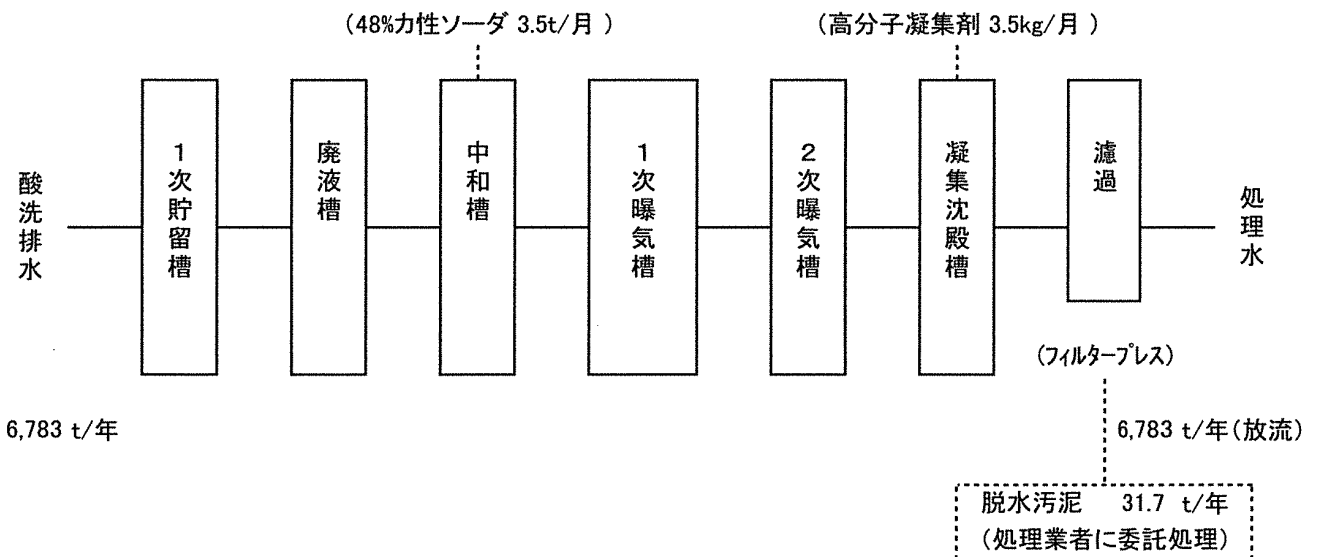 (48%力性ソーダ 3.5t/月 )
(高分子凝集剤 3.5kg/月 )
酸洗排水
1次貯留槽
廃液槽
中和槽
1次曝気槽
2次曝気槽
凝集沈殿槽
濾過
処理水
(フィルタープレス)
6,783 t/年
6,783 t/年(放流)
脱水汚泥 31.7 t/年
(処理業者に委託処理)